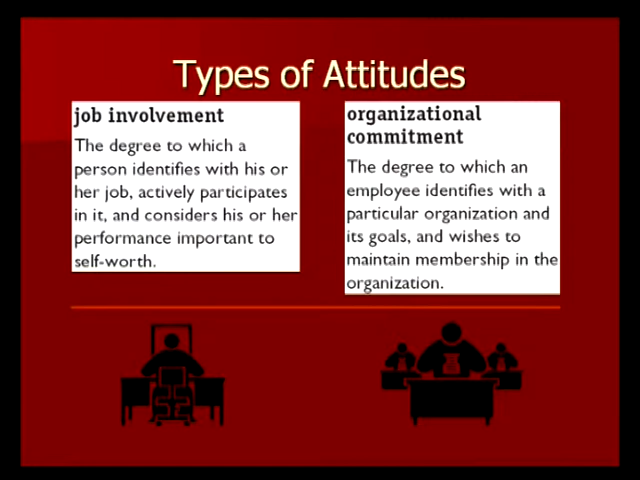 Types of Attitudes
job involvement
The degree to which a
person identifies with his or
her job, actively participates
in it, and considers his or her
performance important to
self-worth.
organizational
commitment
The degree to which an
employee identifies with a
particular organization and
its goals, and wishes to
maintain membership in the
organization.